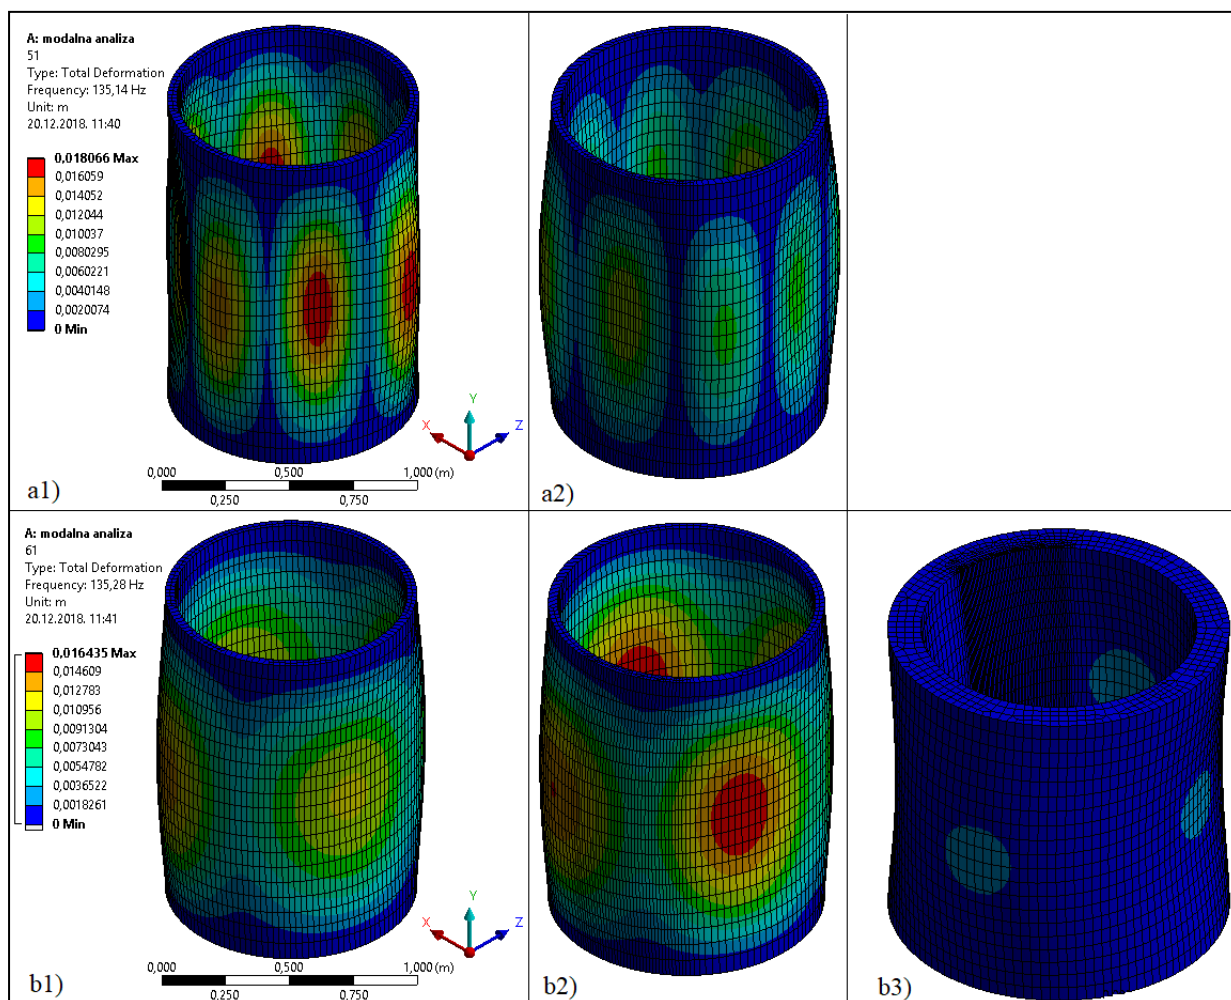 A: modalna analiza
51
Type: Total Deformation
Frequency: 135,14 Hz
Unit: m
20.12.2018. 11:40
0,018066 Max
0,016059
0,014052
0,012044
0,010037
0,0080295
0,0060221
0,0040148
0,0020074
0 Min
Y
X
Z
0,000
0,500
1,000 (m)
0,250
0,750
a1)
a2)
A: modalna analiza
61
Type: Total Deformation
Frequency: 135,28 Hz
Unit: m
20.12.2018. 11:41
0,016435 Max
0,014609
0,012783
0,010956
0,0091304
0,0073043
0,0054782
0,0036522
0,0018261
0 Min
Y
X
Z
0,000
0,500
1,000 (m)
0,250
0,750
b1)
b2)
b3)